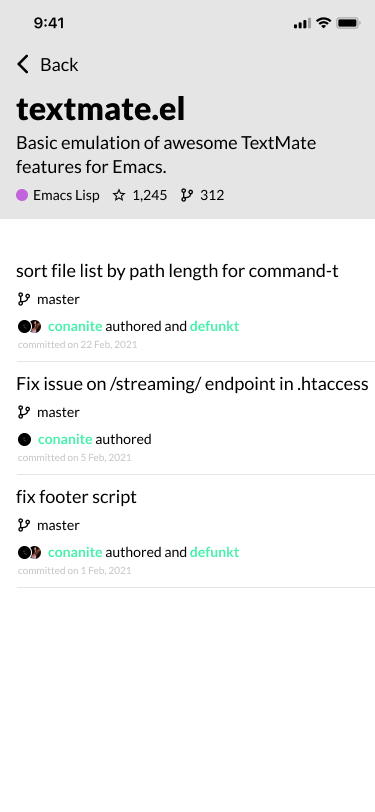 9:41
Back
textmate.el
Basic emulation of awesome TextMate
features for Emacs.
Emacs Lisp 1,245 312
sort file list by path length for command-t
master
conanite authored and defunkt
committed on 22 Feb, 2021
Fix issue on /streaming/ endpoint in .htaccess
master
conanite authored
committed on 5 Feb, 2021
fix footer script
master
conanite authored and defunkt
committed on 1 Feb, 2021